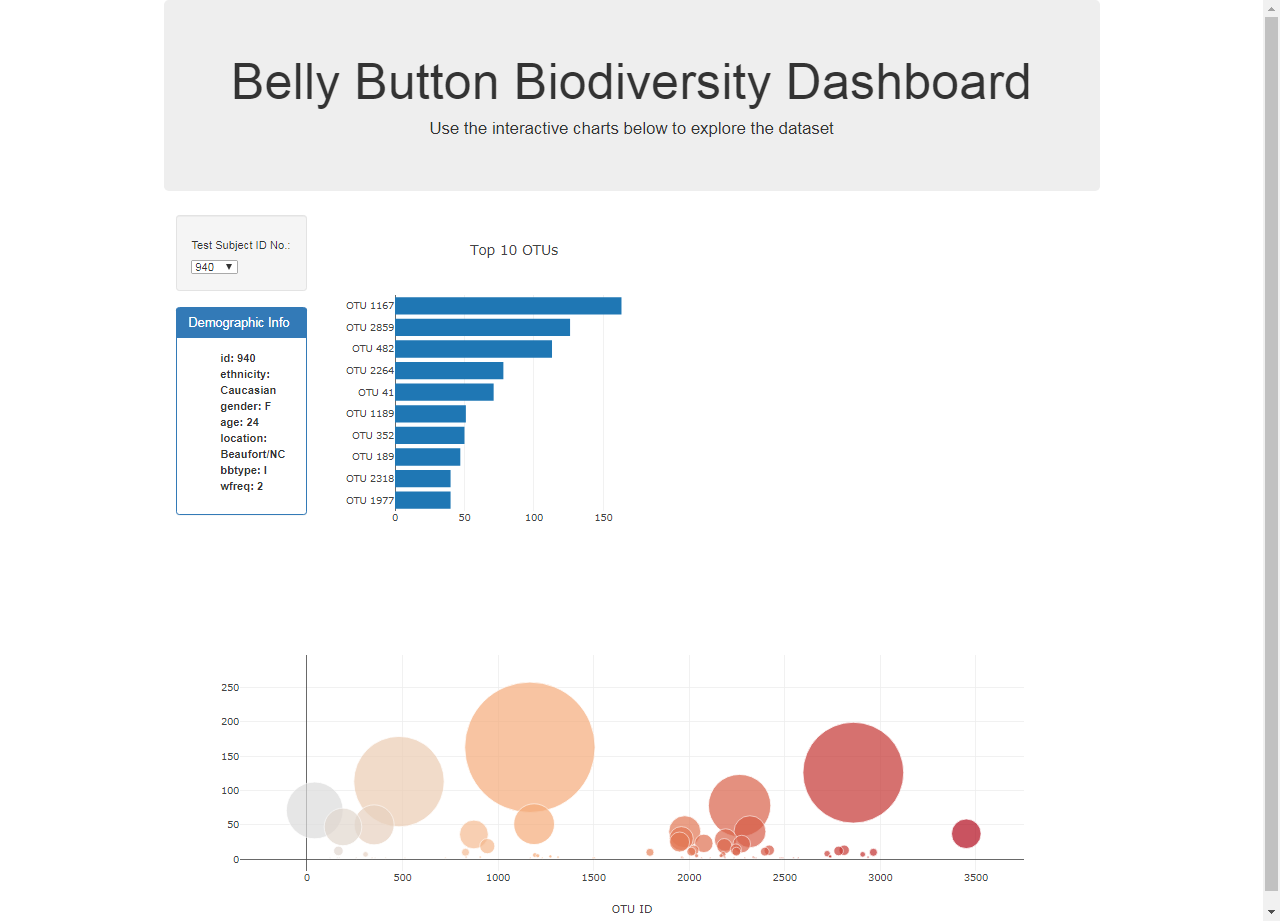 Belly Button Biodiversity Dashboard
Use the interactive charts below to explore the dataset
Test Subject ID No.:
940
Demographic Info
id: 940
ethnicity:
Caucasian
gender: F
age: 24
location:
Beaufort/NC
bbtype: I
wfreq: 2
Top 10 OTUs
OTU 1167
OTU 2859
OTU 482
OTU 2264
OTU 41
OTU 1189
OTU 352
OTU 189
OTU 2318
OTU 1977
0 50 100 150
250
200
150
100
50
0
0 500 1000 1500 2000 2500 3000 3500
OTU ID